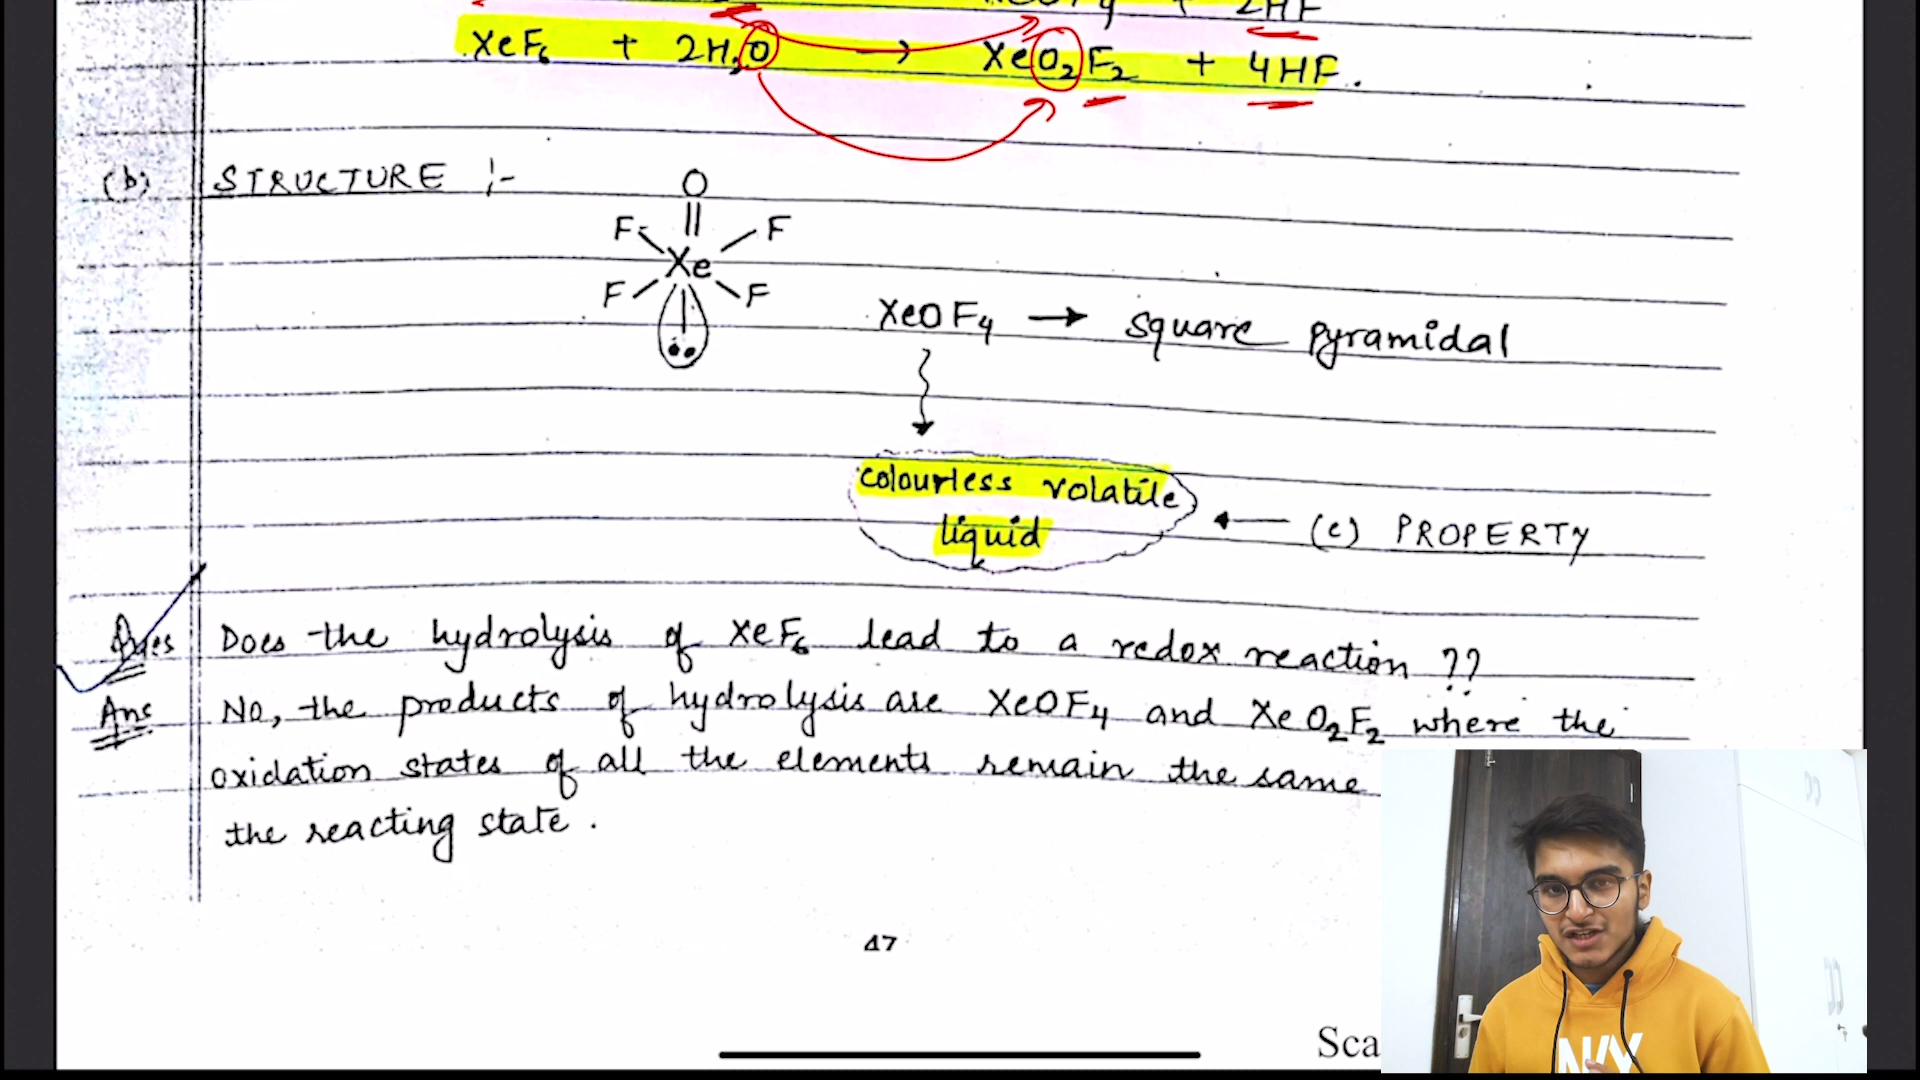 XeOF4 + 2HF
XeF6 + 2H2O → XeO2F2 + 4HF.
(b) STRUCTURE :-
O
F F
Xe
F F
XeOF4 → square pyramidal
colourless volatile
liquid
(c) PROPERTY
Ques Does the hydrolysis of XeF6 lead to a redox reaction ??
Ans No, the products of hydrolysis are XeOF4 and XeO2F2 where the
oxidation states of all the elements remain the same
the reacting state.
47
Sca